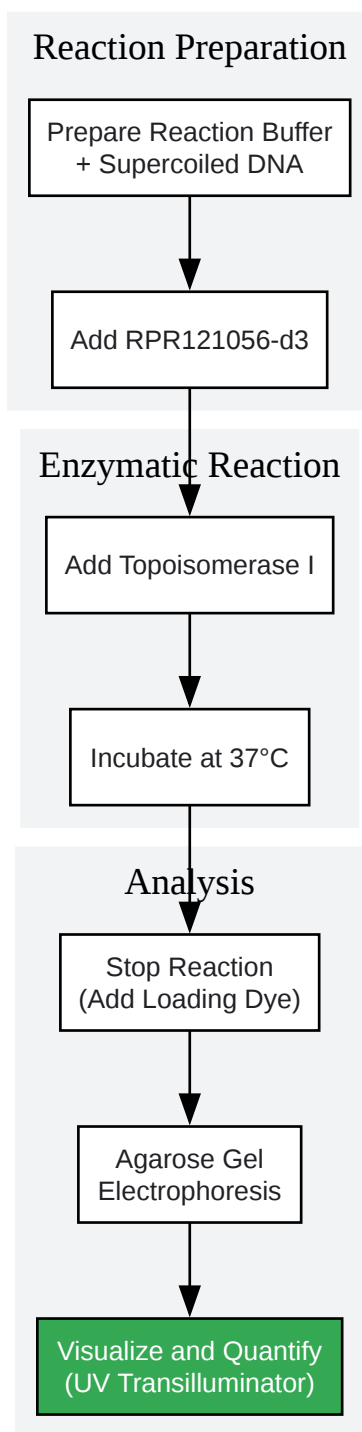 Reaction Preparation
Prepare Reaction Buffer
+ Supercoiled DNA
Add RPR121056-d3
Enzymatic Reaction
Add Topoisomerase I
Incubate at 37°C
Analysis
Stop Reaction
(Add Loading Dye)
Agarose Gel
Electrophoresis
Visualize and Quantify
(UV Transilluminator)